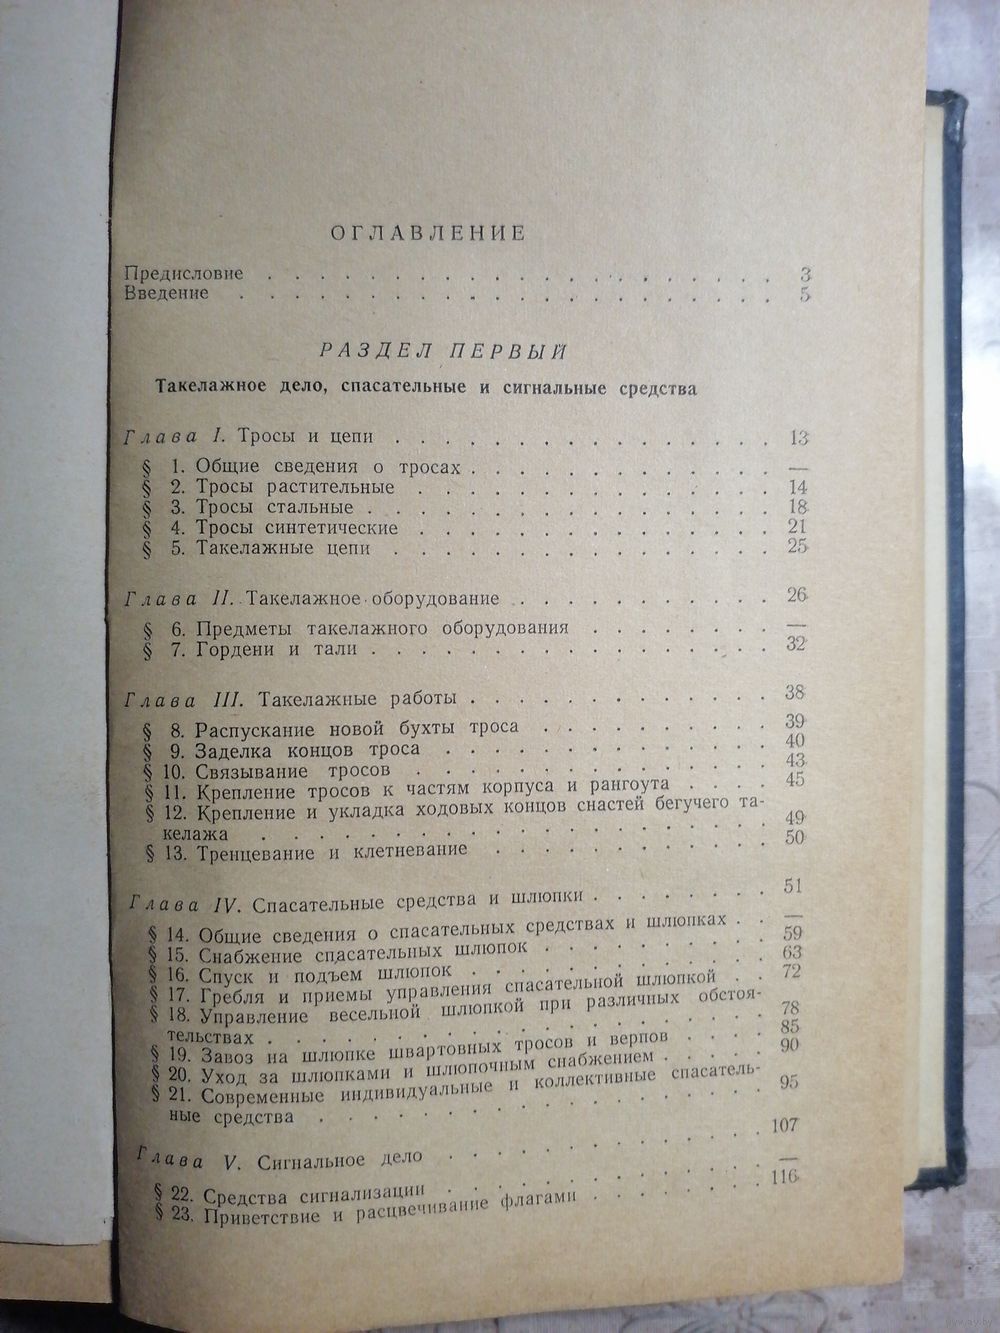 ОГЛАВЛЕНИЕ
Предисловие . . . . . . . . . . . . . . . . . . . . 3
Введение . . . . . . . . . . . . . . . . . . . . . 5
РАЗДЕЛ ПЕРВЫЙ
Такелажное дело, спасательные и сигнальные средства
Глава I. Тросы и цепи . . . . . . . . . . . . . . . 13
§ 1. Общие сведения о тросах . . . . . . . . . . . . —
§ 2. Тросы растительные . . . . . . . . . . . . . . 14
§ 3. Тросы стальные . . . . . . . . . . . . . . . . 18
§ 4. Тросы синтетические . . . . . . . . . . . . . . 21
§ 5. Такелажные цепи . . . . . . . . . . . . . . . 25
Глава II. Такелажное оборудование . . . . . . . . . . 26
§ 6. Предметы такелажного оборудования . . . . . . . —
§ 7. Гордени и тали . . . . . . . . . . . . . . . . 32
Глава III. Такелажные работы . . . . . . . . . . . . 38
§ 8. Распускание новой бухты троса . . . . . . . . . 39
§ 9. Заделка концов троса . . . . . . . . . . . . . 40
§ 10. Связывание тросов . . . . . . . . . . . . . . 43
§ 11. Крепление тросов к частям корпуса и рангоута . . . . 45
§ 12. Крепление и укладка ходовых концов снастей бегучего та-
келажа . . . . . . . . . . . . . . . . . . . 49
§ 13. Тренцевание и клетневание . . . . . . . . . . . 50
Глава IV. Спасательные средства и шлюпки . . . . . . . 51
§ 14. Общие сведения о спасательных средствах и шлюпках . . —
§ 15. Снабжение спасательных шлюпок . . . . . . . . . 59
§ 16. Спуск и подъем шлюпок . . . . . . . . . . . . 63
§ 17. Гребля и приемы управления спасательной шлюпкой . . 72
§ 18. Управление весельной шлюпкой при различных обстоя-
тельствах . . . . . . . . . . . . . . . . . . 78
§ 19. Завоз на шлюпке швартовных тросов и верпов . . . . 85
§ 20. Уход за шлюпками и шлюпочным снабжением . . . . . 90
§ 21. Современные индивидуальные и коллективные спасатель-
ные средства . . . . . . . . . . . . . . . . 95
Глава V. Сигнальное дело . . . . . . . . . . . . . 107
§ 22. Средства сигнализации . . . . . . . . . . . . —
§ 23. Приветствие и расцвечивание флагами . . . . . . . 116
www.ay.by